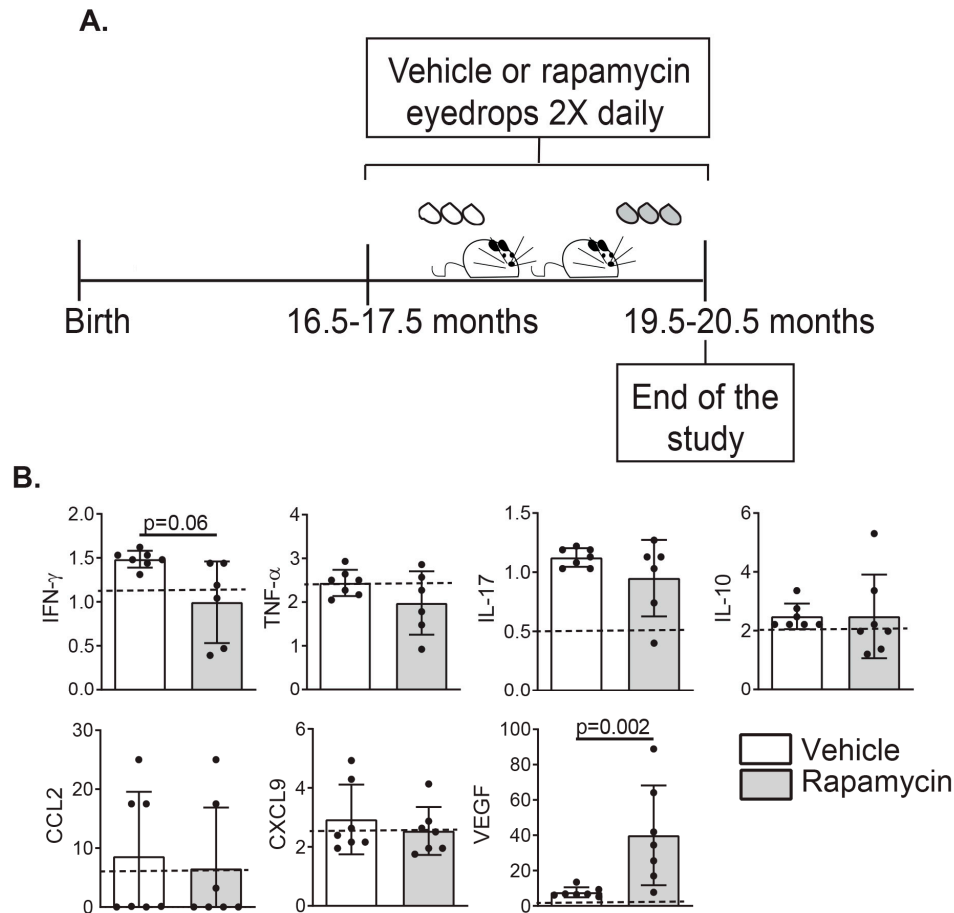 A.
Vehicle or rapamycin
eyedrops 2X daily
Birth
16.5-17.5 months
19.5-20.5 months
End of the
study
B.
IFN-γ
2.0
1.5
1.0
0.5
0.0
p=0.06
TNF-α
4
3
2
1
0
IL-17
1.5
1.0
0.5
0.0
IL-10
6
4
2
0
CCL2
30
20
10
0
CXCL9
6
4
2
0
VEGF
100
80
60
40
20
0
p=0.002
Vehicle
Rapamycin